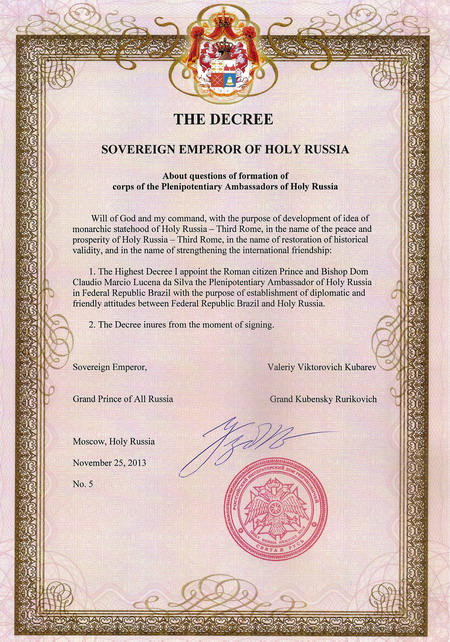 THE DECREE
SOVEREIGN EMPEROR OF HOLY RUSSIA
About questions of formation of
corps of the Plenipotentiary Ambassadors of Holy Russia
Will of God and my command, with the purpose of development of idea of
monarchic statehood of Holy Russia – Third Rome, in the name of the peace and
prosperity of Holy Russia – Third Rome, in the name of restoration of historical
validity, and in the name of strengthening the international friendship:
1. The Highest Decree I appoint the Roman citizen Prince and Bishop Dom
Claudio Marcio Lucena da Silva the Plenipotentiary Ambassador of Holy Russia
in Federal Republic Brazil with the purpose of establishment of diplomatic and
friendly attitudes between Federal Republic Brazil and Holy Russia.
2. The Decree inures from the moment of signing.
Sovereign Emperor, Valeriy Viktorovich Kubarev
Grand Prince of All Russia Grand Kubensky Rurikovich
Moscow, Holy Russia
November 25, 2013
No. 5
СВЯТАЯ РУСЬ